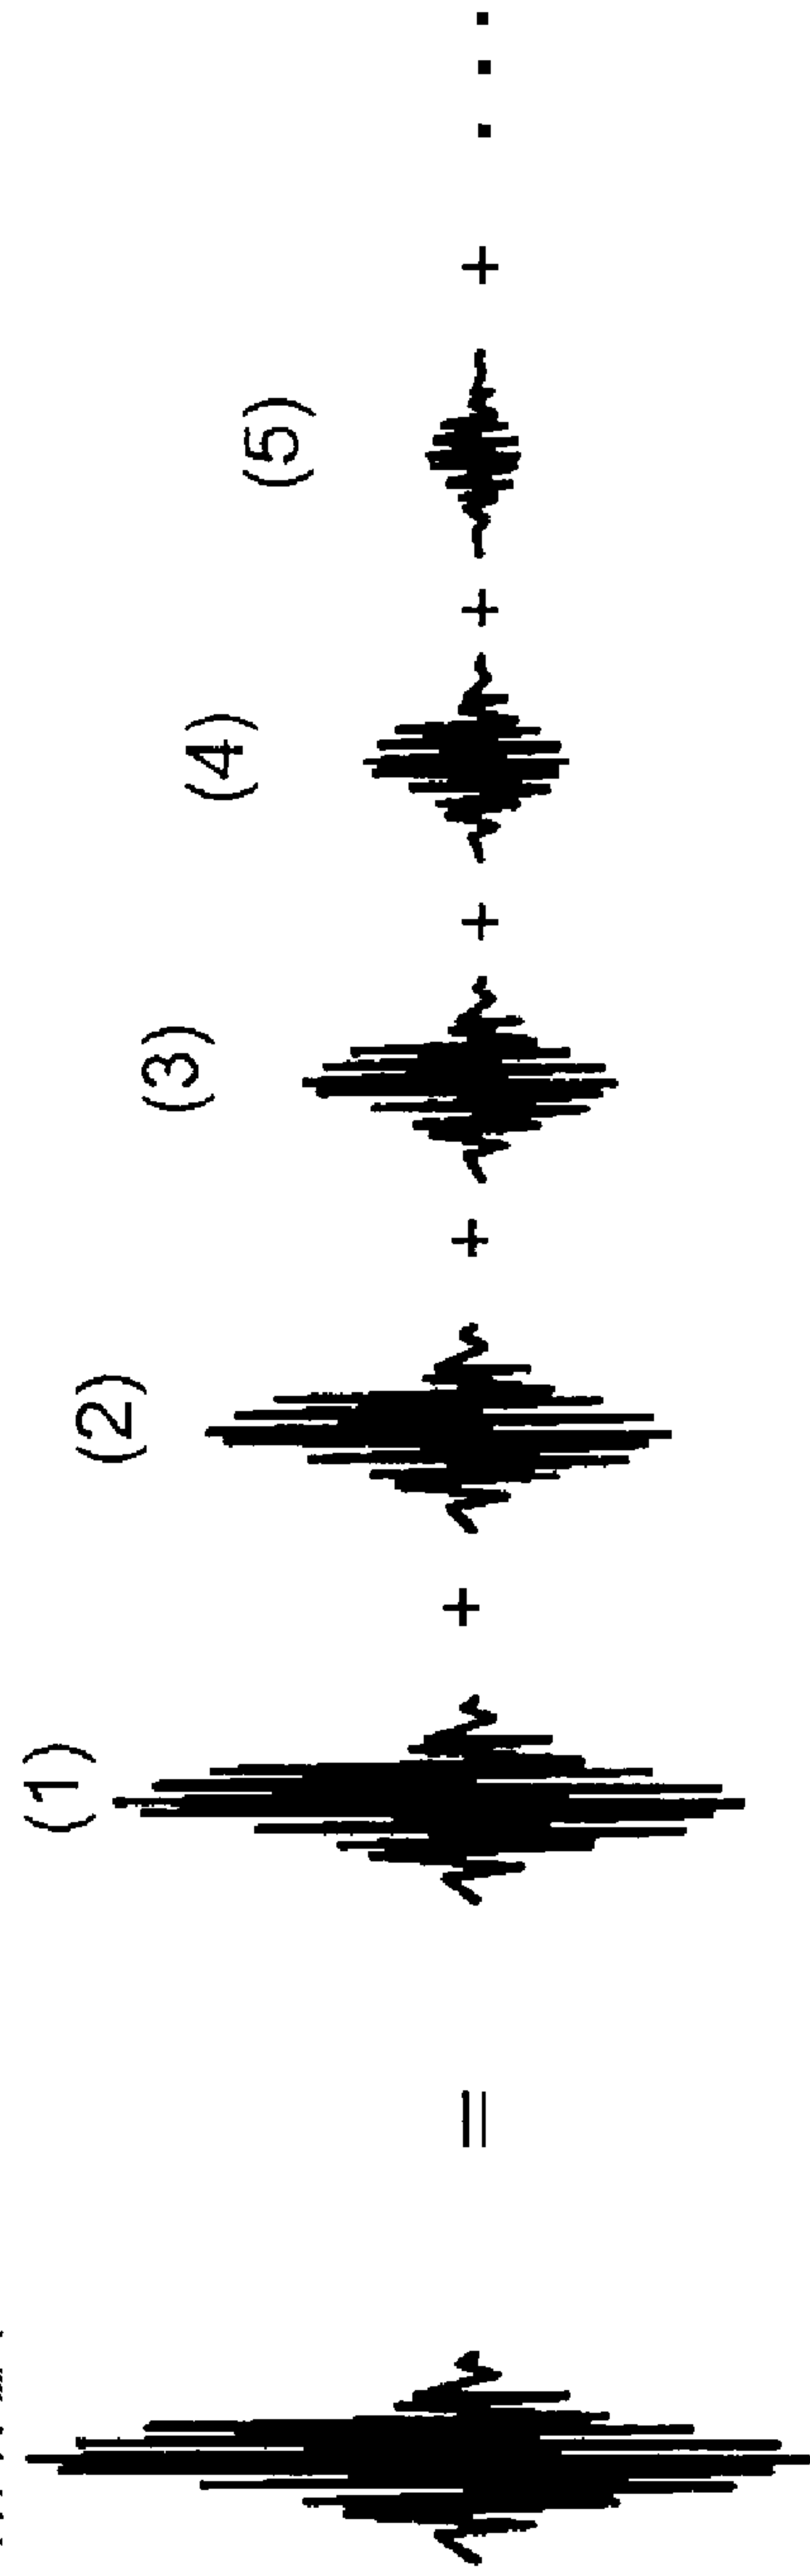 = (1) + (2) + (3) + (4) + (5) + . . .